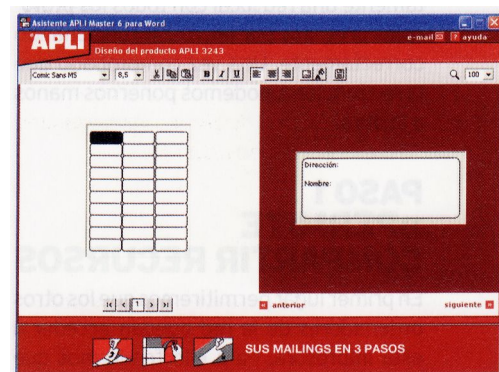 Asistente APLI Master 6 para Word
APLI
Diseño del producto APLI 3243
e-mail ? ayuda
Comic Sans MS 8,5 B I U 100
Dirección:
Nombre:
1
anterior siguiente
SUS MAILINGS EN 3 PASOS